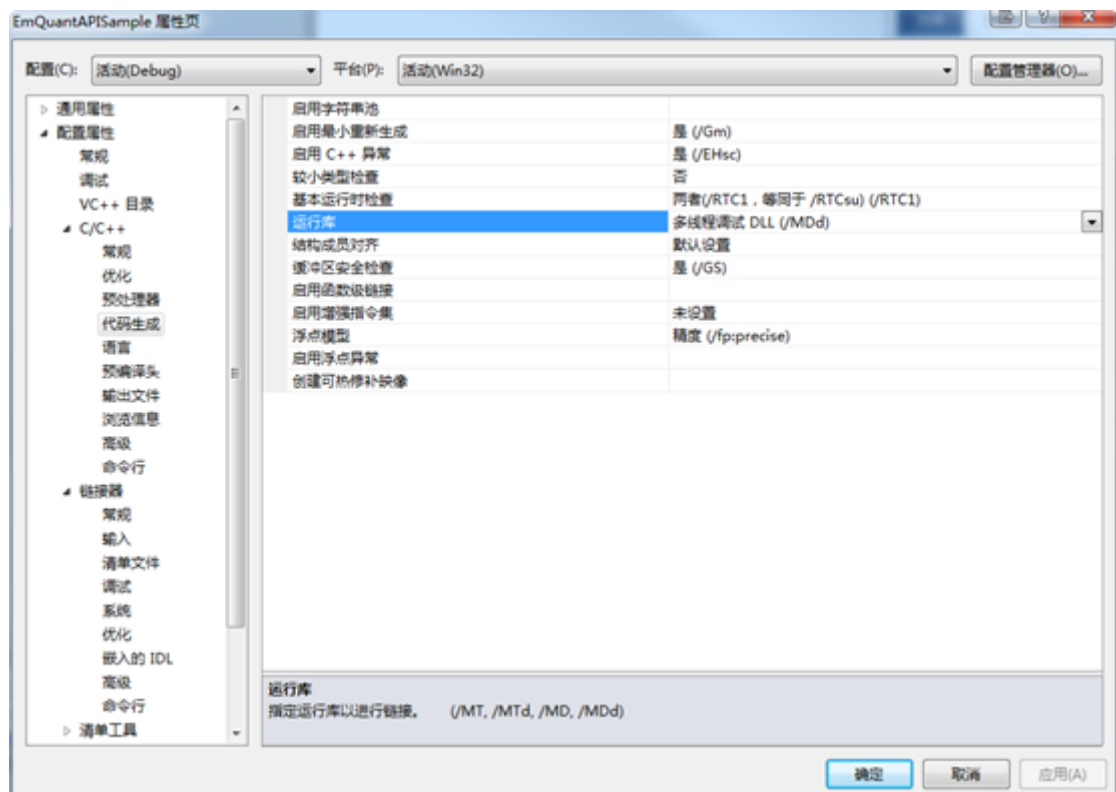 EmQuantAPISample 属性页
配置(C): 活动(Debug) 平台(P): 活动(Win32) 配置管理器(O)...
通用属性
配置属性
常规
调试
VC++ 目录
C/C++
常规
优化
预处理器
代码生成
语言
预编译头
输出文件
浏览信息
高级
命令行
链接器
常规
输入
清单文件
调试
系统
优化
嵌入的 IDL
高级
命令行
清单工具
启用字符串池
启用最小重新生成 是 (/Gm)
启用 C++ 异常 是 (/EHsc)
较小类型检查 否
基本运行时检查 两者(/RTC1，等同于 /RTCsu) (/RTC1)
运行库 多线程调试 DLL (/MDd)
结构成员对齐 默认设置
缓冲区安全检查 是 (/GS)
启用函数级链接
启用增强指令集 未设置
浮点模型 精度 (/fp:precise)
启用浮点异常
创建可热修补映像
运行库
指定运行库以进行链接。 (/MT, /MTd, /MD, /MDd)
确定 取消 应用(A)